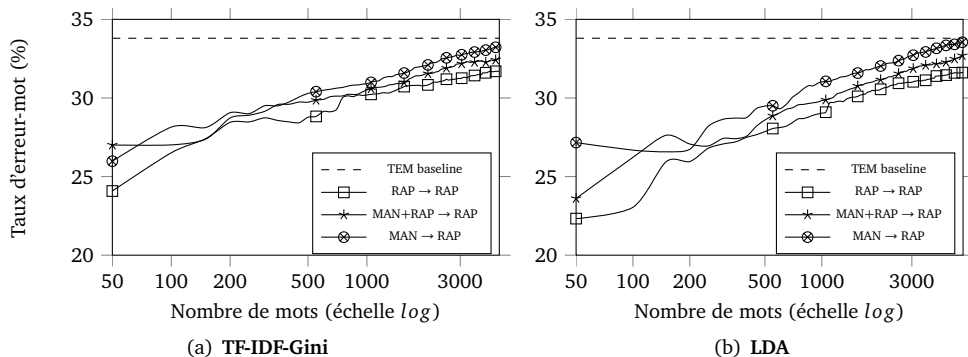 Taux d'erreur-mot (%)
35
30
25
20
50 100 200 500 1000 3000
Nombre de mots (échelle log)
TEM baseline
RAP → RAP
MAN+RAP → RAP
MAN → RAP
(a) TF-IDF-Gini
35
30
25
20
50 100 200 500 1000 3000
Nombre de mots (échelle log)
TEM baseline
RAP → RAP
MAN+RAP → RAP
MAN → RAP
(b) LDA